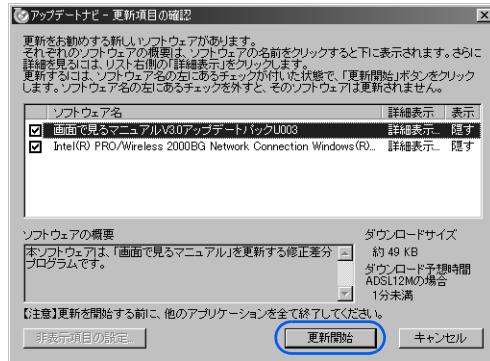 アップデートナビ - 更新項目の確認
更新をお勧めする新しいソフトウェアがあります。
それぞれのソフトウェアの概要は、ソフトウェアの名前をクリックすると下に表示されます。さらに
詳細を見るには、リスト右側の「詳細表示」をクリックします。
更新するには、ソフトウェア名の左にあるチェックが付いた状態で、「更新開始」ボタンをクリック
します。ソフトウェア名の左にあるチェックを外すと、そのソフトウェアは更新されません。
ソフトウェア名 詳細表示 表示
画面で見るマニュアルV3.0アップデートパックU003 詳細表示... 隠す
Intel(R) PRO/Wireless 2000BG Network Connection Windows(R)... 詳細表示... 隠す
ソフトウェアの概要
本ソフトウェアは、「画面で見るマニュアル」を更新する修正差分
プログラムです。
ダウンロードサイズ
約 49 KB
ダウンロード予想時間
ADSL12Mの場合
1分未満
【注意】更新を開始する前に、他のアプリケーションを全て終了してください。
非表示項目の設定... 更新開始 キャンセル